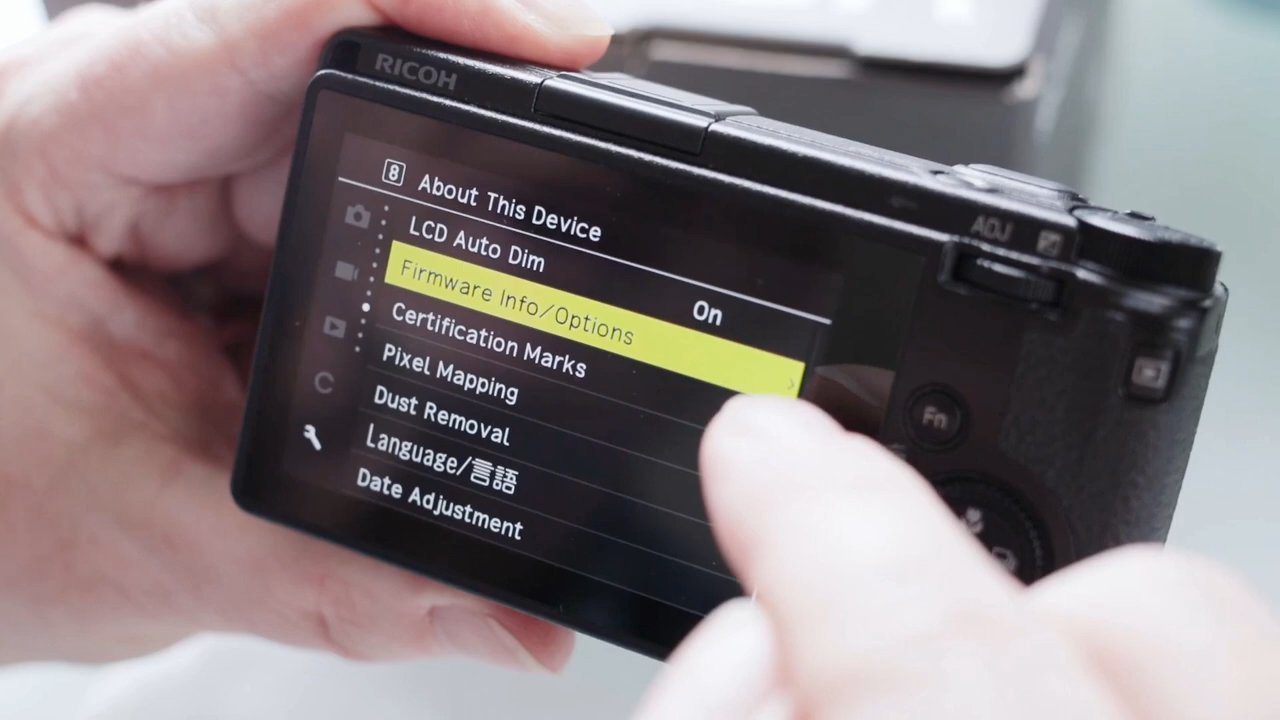 RICOH
ADJ
8 About This Device
LCD Auto Dim On
Firmware Info/Options >
Certification Marks
Pixel Mapping
Dust Removal
Language/言語
Date Adjustment
C
Fn